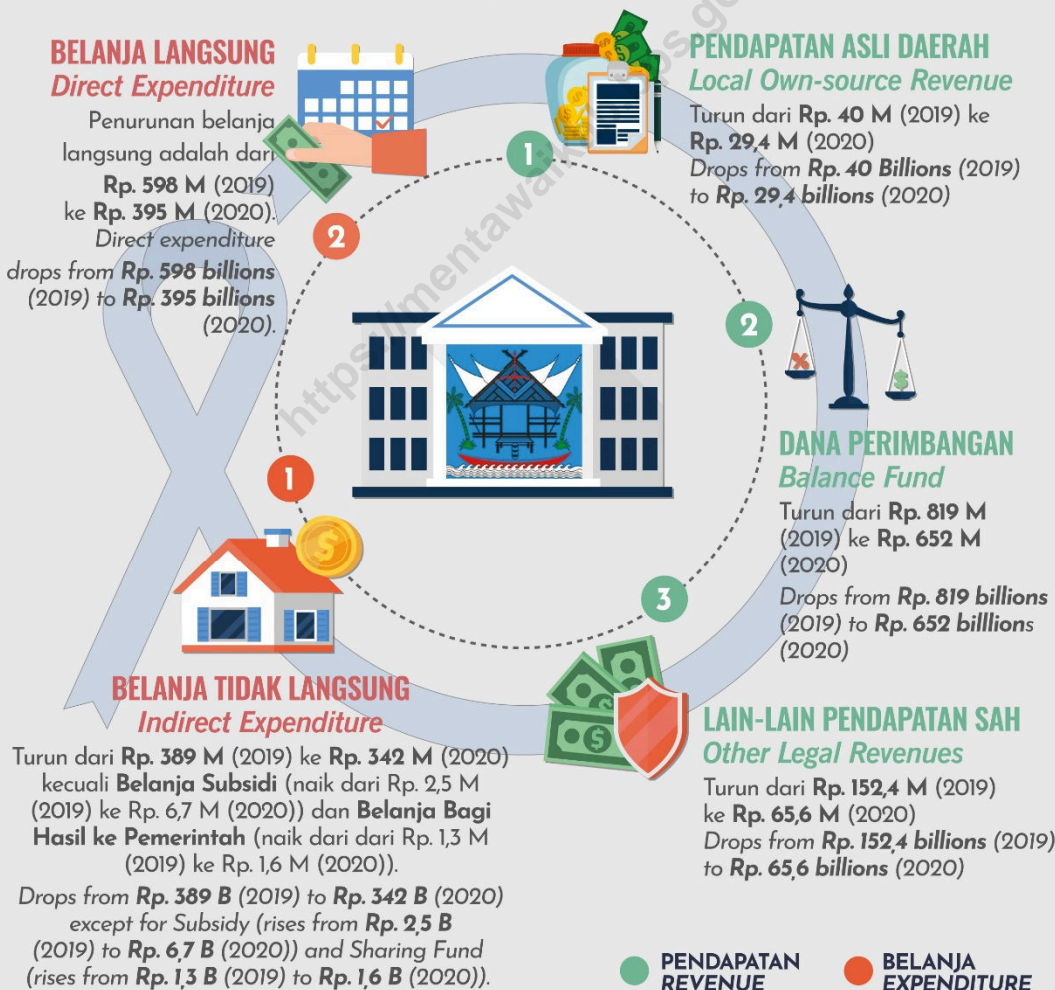 BELANJA LANGSUNG
Direct Expenditure
Penurunan belanja
langsung adalah dari
Rp. 598 M (2019)
ke Rp. 395 M (2020).
Direct expenditure
drops from Rp. 598 billions
(2019) to Rp. 395 billions
(2020).
PENDAPATAN ASLI DAERAH
Local Own-source Revenue
Turun dari Rp. 40 M (2019) ke
Rp. 29,4 M (2020)
Drops from Rp. 40 Billions (2019)
to Rp. 29,4 billions (2020)
1
2
2
DANA PERIMBANGAN
Balance Fund
Turun dari Rp. 819 M
(2019) ke Rp. 652 M
(2020)
Drops from Rp. 819 billions
(2019) to Rp. 652 billlions
(2020)
1
3
BELANJA TIDAK LANGSUNG
Indirect Expenditure
Turun dari Rp. 389 M (2019) ke Rp. 342 M (2020)
kecuali Belanja Subsidi (naik dari Rp. 2,5 M
(2019) ke Rp. 6,7 M (2020)) dan Belanja Bagi
Hasil ke Pemerintah (naik dari dari Rp. 1,3 M
(2019) ke Rp. 1,6 M (2020)).
Drops from Rp. 389 B (2019) to Rp. 342 B (2020)
except for Subsidy (rises from Rp. 2,5 B
(2019) to Rp. 6,7 B (2020)) and Sharing Fund
(rises from Rp. 1,3 B (2019) to Rp. 1,6 B (2020)).
LAIN-LAIN PENDAPATAN SAH
Other Legal Revenues
Turun dari Rp. 152,4 M (2019)
ke Rp. 65,6 M (2020)
Drops from Rp. 152,4 billions (2019)
to Rp. 65,6 billions (2020)
PENDAPATAN
REVENUE
BELANJA
EXPENDITURE